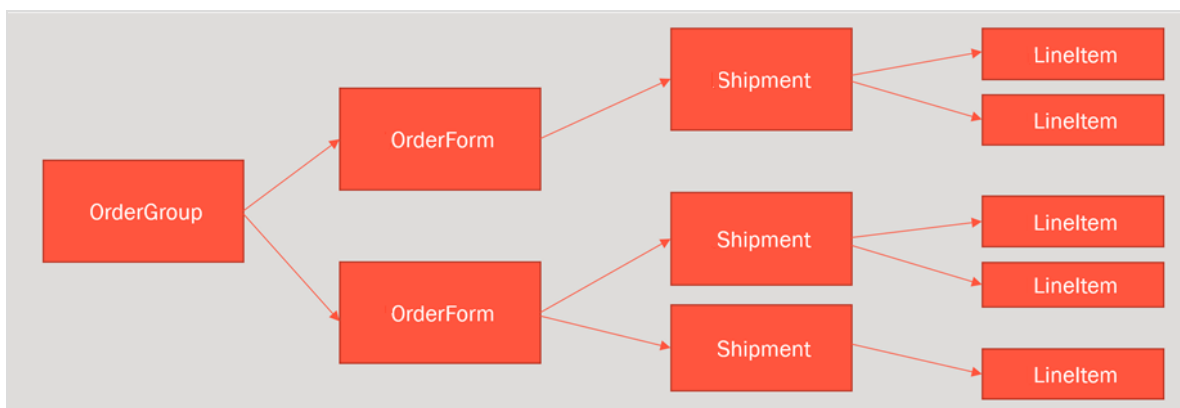 OrderGroup
OrderForm
OrderForm
Shipment
Shipment
Shipment
LineItem
LineItem
LineItem
LineItem
LineItem